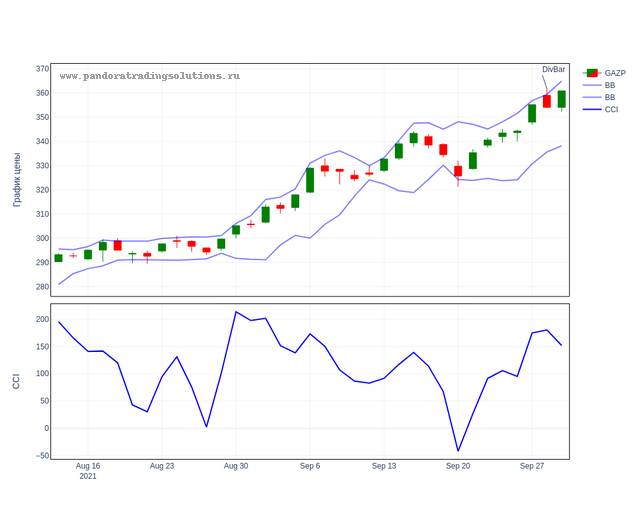 www.pandoratradingsolutions.ru
DivBar
GAZP
BB
BB
CCI
График цены
370
360
350
340
330
320
310
300
290
280
CCI
200
150
100
50
0
−50
Aug 16
2021
Aug 23
Aug 30
Sep 6
Sep 13
Sep 20
Sep 27